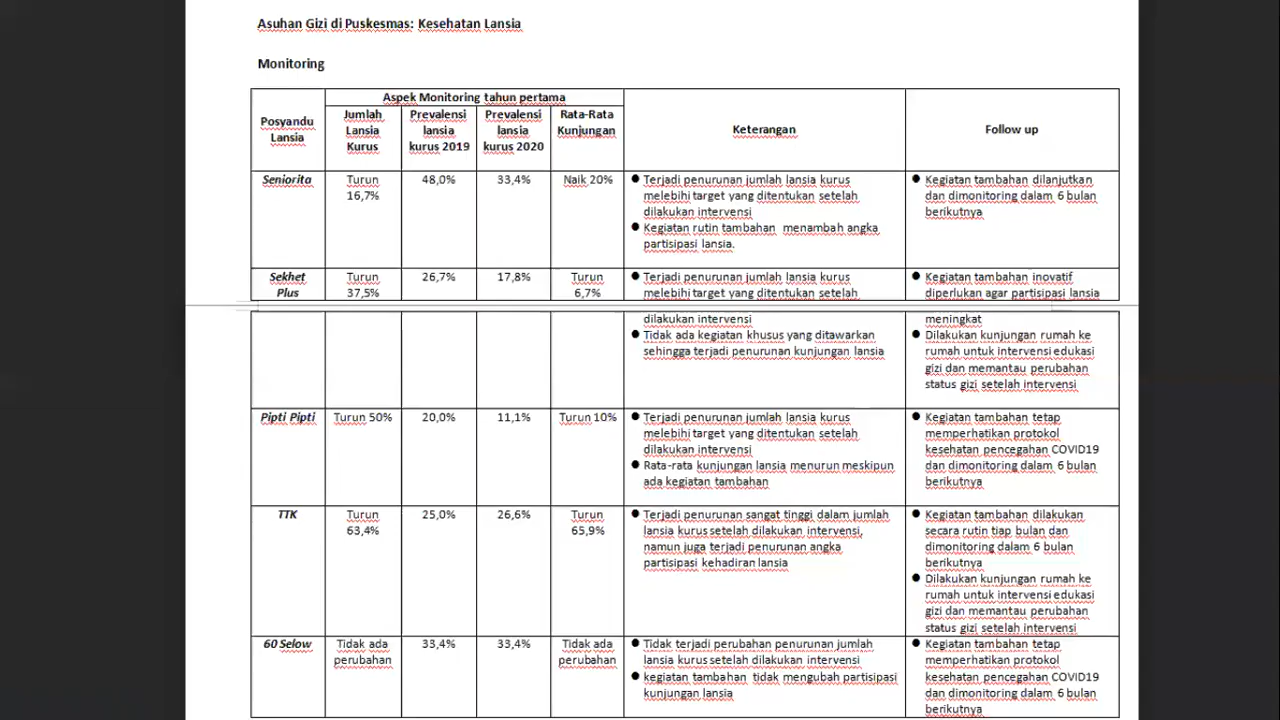 Asuhan Gizi di Puskesmas: Kesehatan Lansia
Monitoring
Posyandu
Lansia
Aspek Monitoring tahun pertama
Jumlah
Lansia
Kurus
Prevalensi
lansia
kurus 2019
Prevalensi
lansia
kurus 2020
Rata-Rata
Kunjungan
Keterangan
Follow up
Seniorita
Turun
16,7%
48,0%
33,4%
Naik 20%
● Terjadi penurunan jumlah lansia kurus
melebihi target yang ditentukan setelah
dilakukan intervensi
● Kegiatan rutin tambahan menambah angka
partisipasi lansia.
● Kegiatan tambahan dilanjutkan
dan dimonitoring dalam 6 bulan
berikutnya
Sekhet
Plus
Turun
37,5%
26,7%
17,8%
Turun
6,7%
● Terjadi penurunan jumlah lansia kurus
melebihi target yang ditentukan setelah
dilakukan intervensi
● Tidak ada kegiatan khusus yang ditawarkan
sehingga terjadi penurunan kunjungan lansia
● Kegiatan tambahan inovatif
diperlukan agar partisipasi lansia
meningkat
● Dilakukan kunjungan rumah ke
rumah untuk intervensi edukasi
gizi dan memantau perubahan
status gizi setelah intervensi
Pipti Pipti
Turun 50%
20,0%
11,1%
Turun 10%
● Terjadi penurunan jumlah lansia kurus
melebihi target yang ditentukan setelah
dilakukan intervensi
● Rata-rata kunjungan lansia menurun meskipun
ada kegiatan tambahan
● Kegiatan tambahan tetap
memperhatikan protokol
kesehatan pencegahan COVID19
dan dimonitoring dalam 6 bulan
berikutnya
TTK
Turun
63,4%
25,0%
26,6%
Turun
65,9%
● Terjadi penurunan sangat tinggi dalam jumlah
lansia kurus setelah dilakukan intervensi,
namun juga terjadi penurunan angka
partisipasi kehadiran lansia
● Kegiatan tambahan dilakukan
secara rutin tiap bulan dan
dimonitoring dalam 6 bulan
berikutnya
● Dilakukan kunjungan rumah ke
rumah untuk intervensi edukasi
gizi dan memantau perubahan
status gizi setelah intervensi
60 Selow
Tidak ada
perubahan
33,4%
33,4%
Tidak ada
perubahan
● Tidak terjadi perubahan penurunan jumlah
lansia kurus setelah dilakukan intervensi
● kegiatan tambahan tidak mengubah partisipasi
kunjungan lansia
● Kegiatan tambahan tetap
memperhatikan protokol
kesehatan pencegahan COVID19
dan dimonitoring dalam 6 bulan
berikutnya